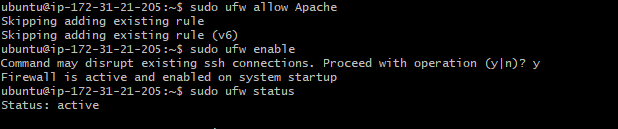 ubuntu@ip-172-31-21-205:~$ sudo ufw allow Apache
Skipping adding existing rule
Skipping adding existing rule (v6)
ubuntu@ip-172-31-21-205:~$ sudo ufw enable
Command may disrupt existing ssh connections. Proceed with operation (y|n)? y
Firewall is active and enabled on system startup
ubuntu@ip-172-31-21-205:~$ sudo ufw status
Status: active